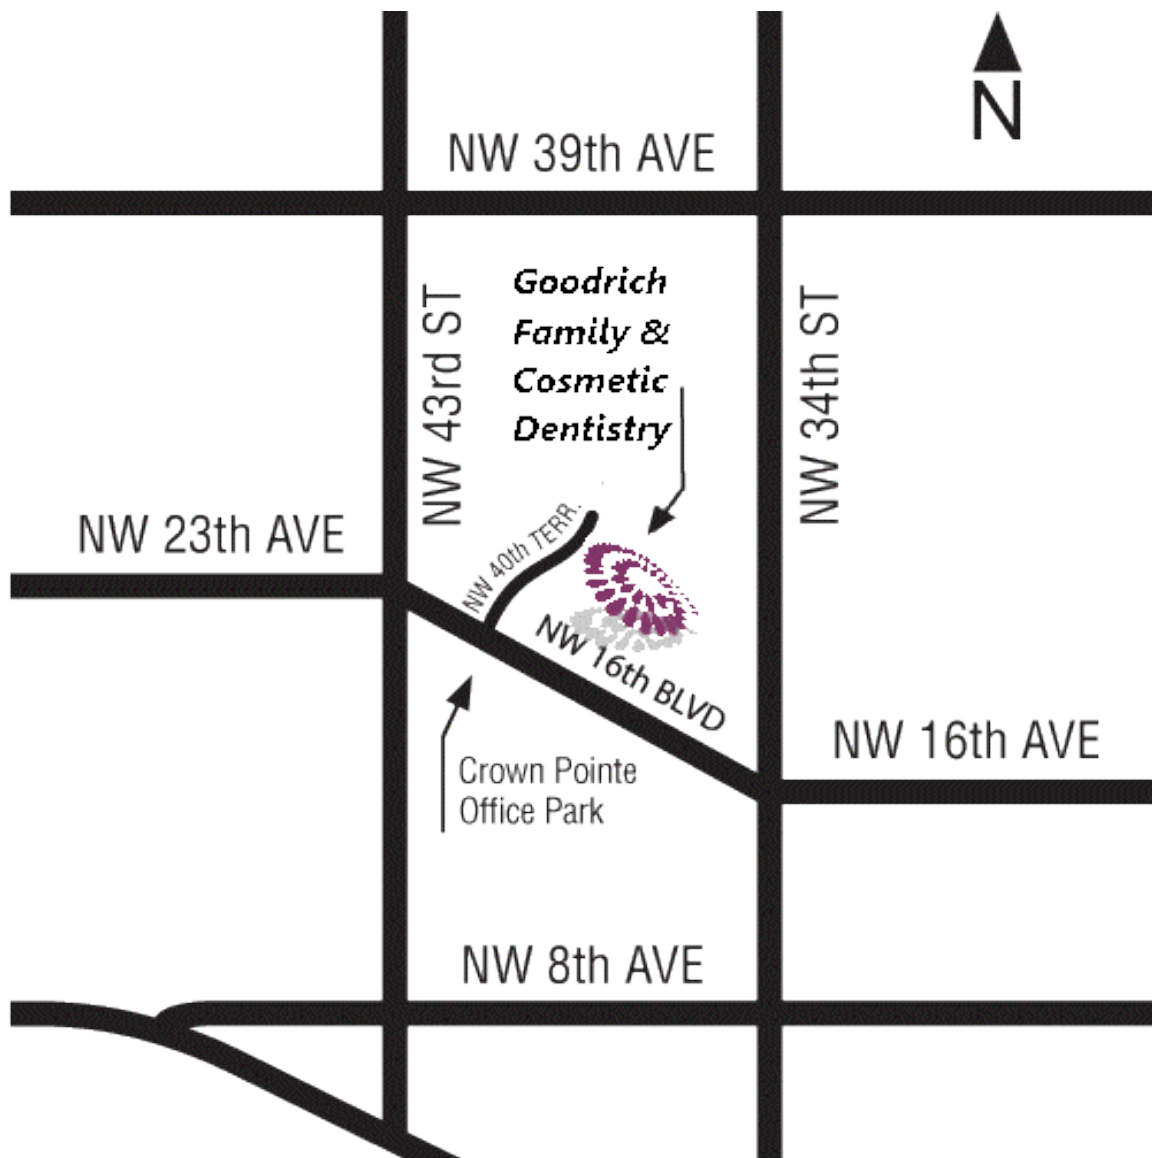 N
NW 39th AVE
Goodrich
Family &
Cosmetic
Dentistry
NW 43rd ST
NW 34th ST
NW 23th AVE
NW 40th TERR.
NW 16th BLVD
NW 16th AVE
Crown Pointe
Office Park
NW 8th AVE